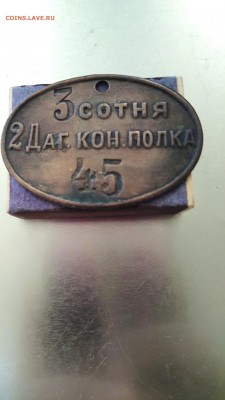 COINS.LAVE.RU
3 СОТНЯ
2 ДАГ. КОН. ПОЛКА
45